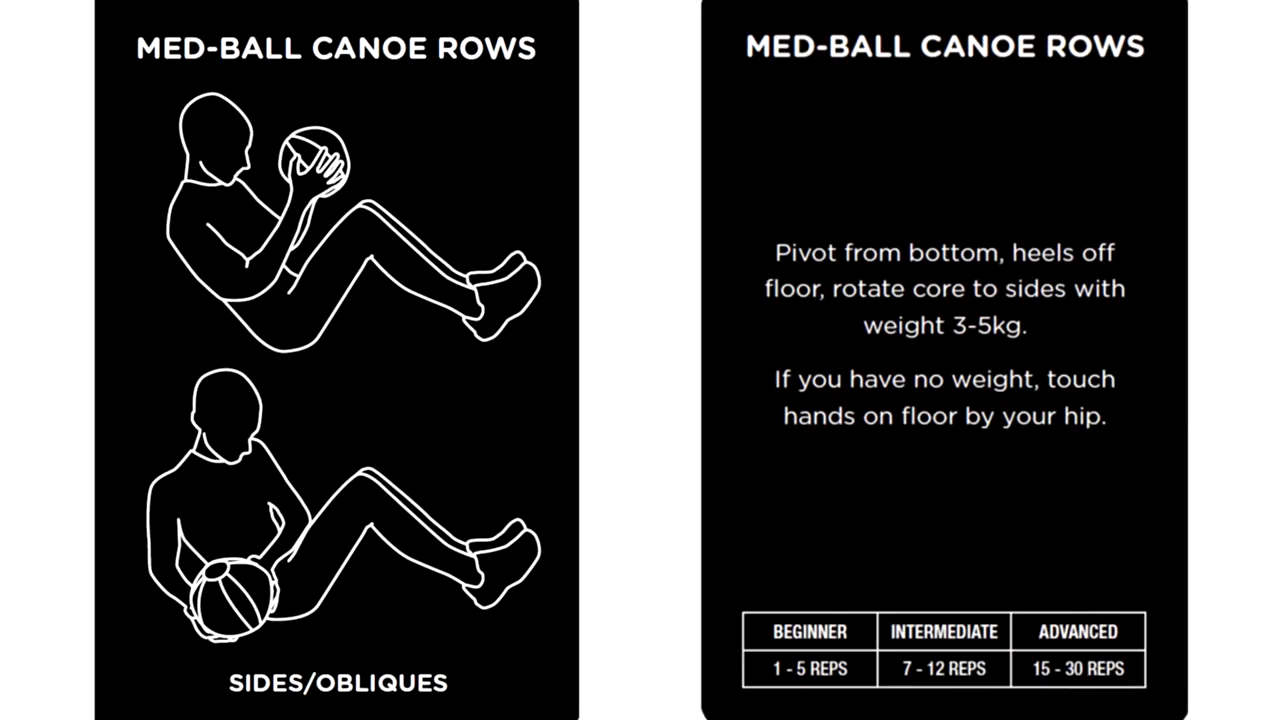 MED-BALL CANOE ROWS
SIDES/OBLIQUES
MED-BALL CANOE ROWS
Pivot from bottom, heels off
floor, rotate core to sides with
weight 3-5kg.
If you have no weight, touch
hands on floor by your hip.
BEGINNER INTERMEDIATE ADVANCED
1 - 5 REPS 7 - 12 REPS 15 - 30 REPS